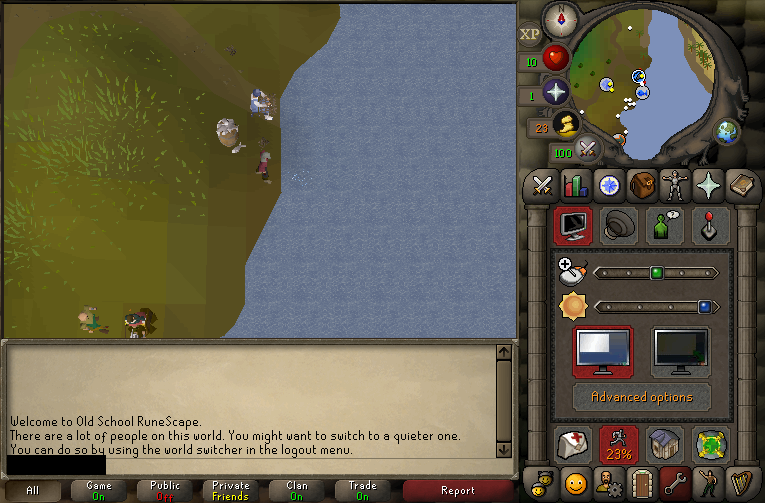 N
XP
10
1
23
100
Advanced options
23%
Welcome to Old School RuneScape.
There are a lot of people on this world. You might want to switch to a quieter one.
You can do so by using the world switcher in the logout menu.
All
Game
On
Public
Off
Private
Friends
Clan
On
Trade
On
Report